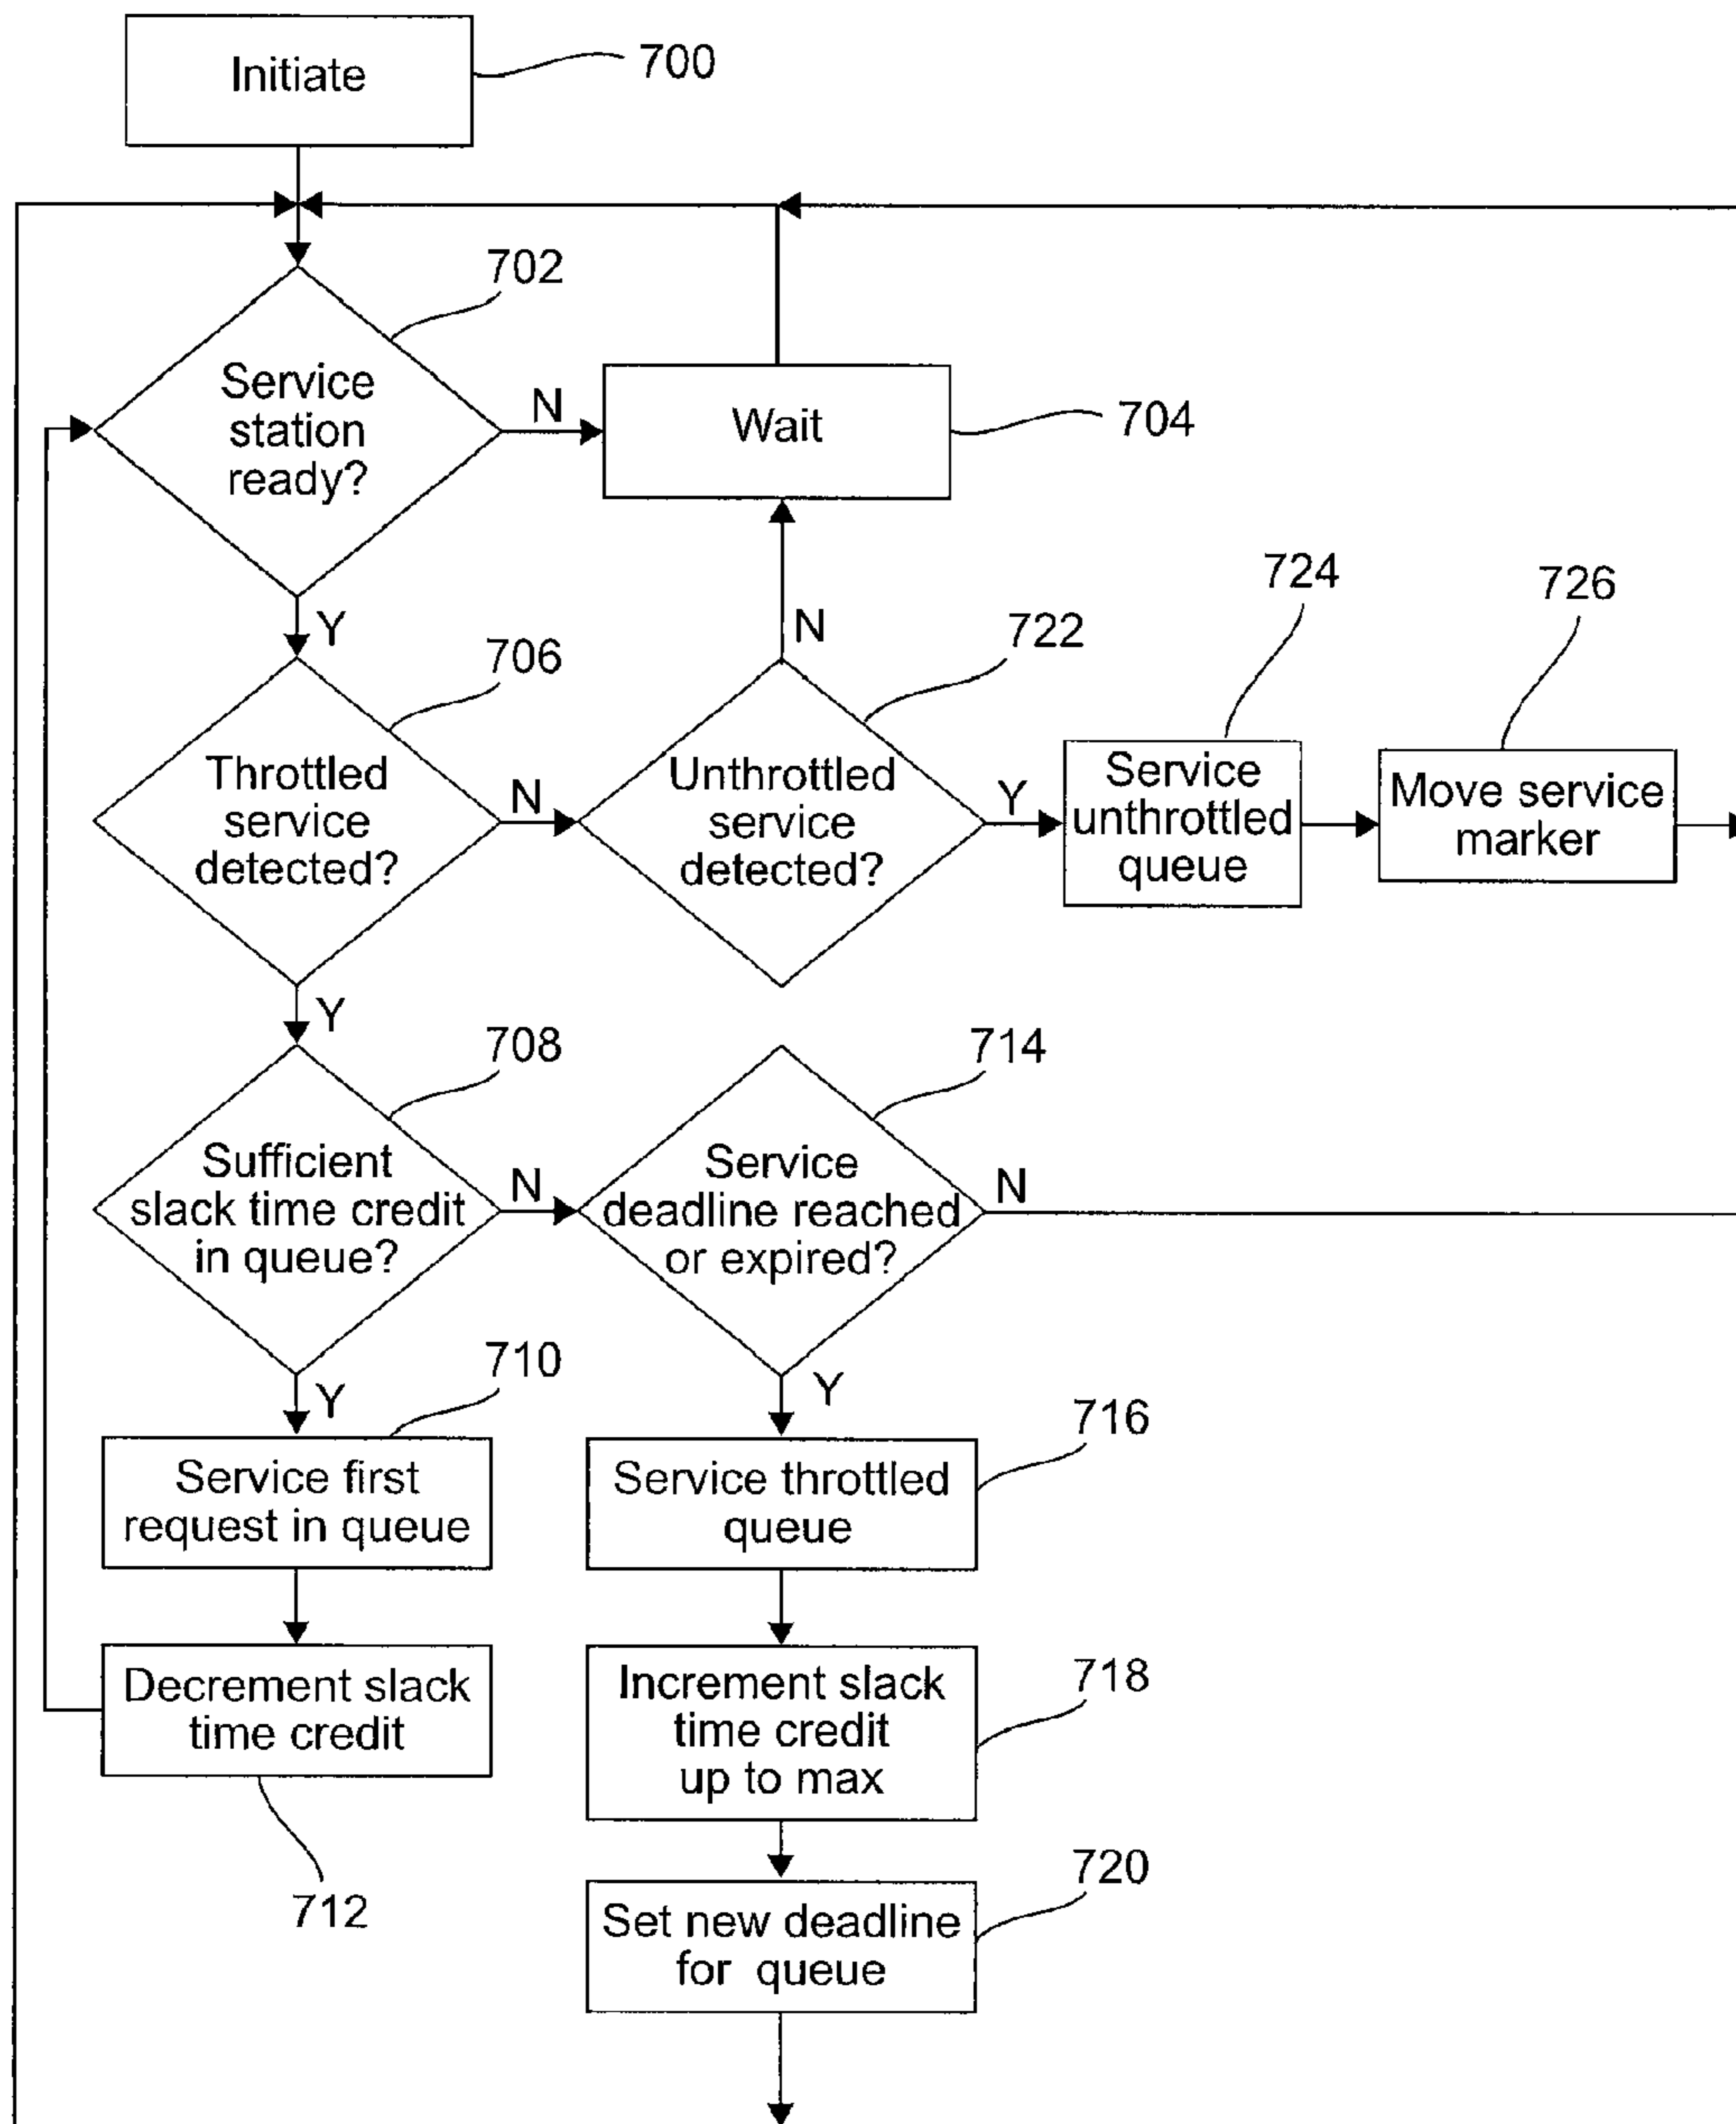 Initiate
700
702
Service
station
ready?
N
Wait
704
Y
N
706
722
724
726
Throttled
service
detected?
N
Unthrottled
service
detected?
Y
Service
unthrottled
queue
Move service
marker
Y
708
714
Sufficient
slack time credit
in queue?
N
Service
deadline reached
or expired?
N
Y
710
Y
716
Service first
request in queue
Service throttled
queue
Decrement slack
time credit
712
Increment slack
time credit
up to max
718
Set new deadline
for queue
720